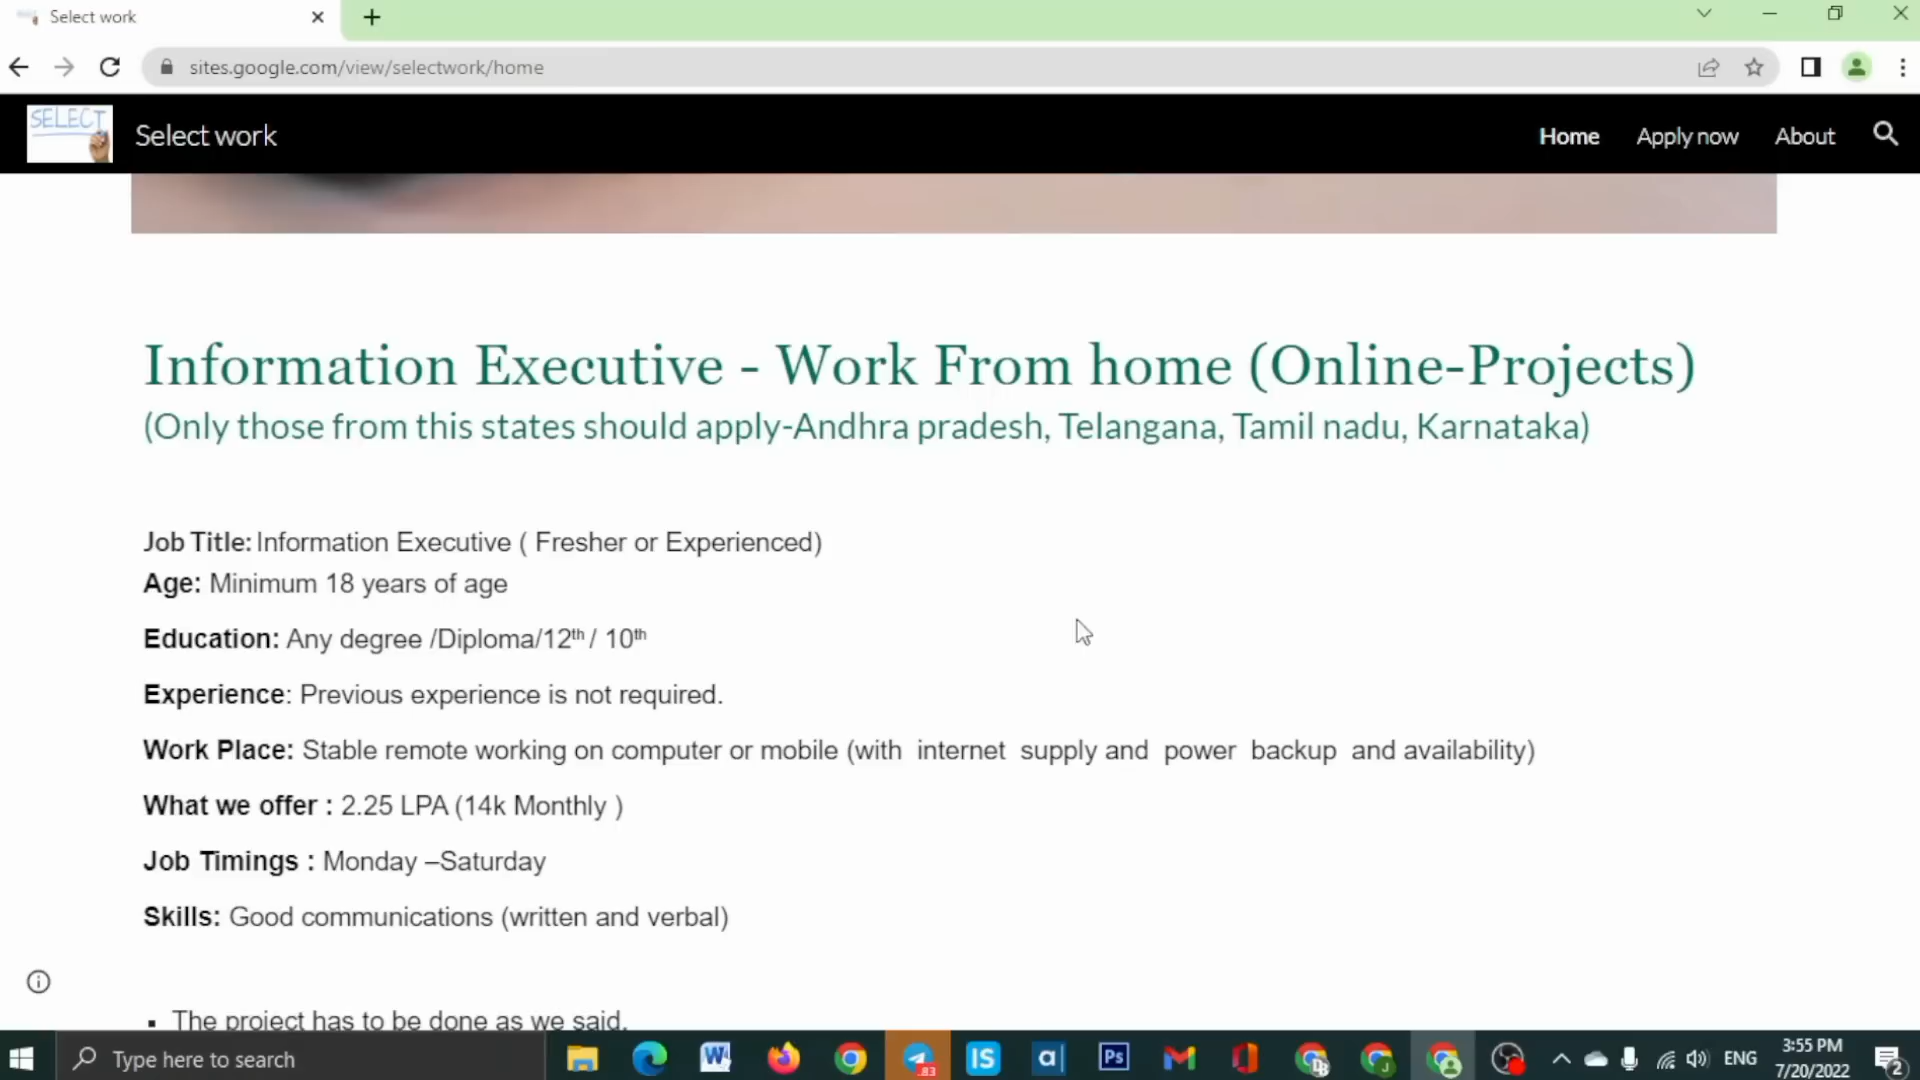 Select work
sites.google.com/view/selectwork/home
SELECT
Select work
Home
Apply now
About
Information Executive - Work From home (Online-Projects)
(Only those from this states should apply-Andhra pradesh, Telangana, Tamil nadu, Karnataka)
Job Title: Information Executive ( Fresher or Experienced)
Age: Minimum 18 years of age
Education: Any degree /Diploma/12th / 10th
Experience: Previous experience is not required.
Work Place: Stable remote working on computer or mobile (with internet supply and power backup and availability)
What we offer : 2.25 LPA (14k Monthly )
Job Timings : Monday –Saturday
Skills: Good communications (written and verbal)
▪ The project has to be done as we said.
Type here to search
W
.83
IS
a
Ps
DB
J
ENG
3:55 PM
7/20/2022
2